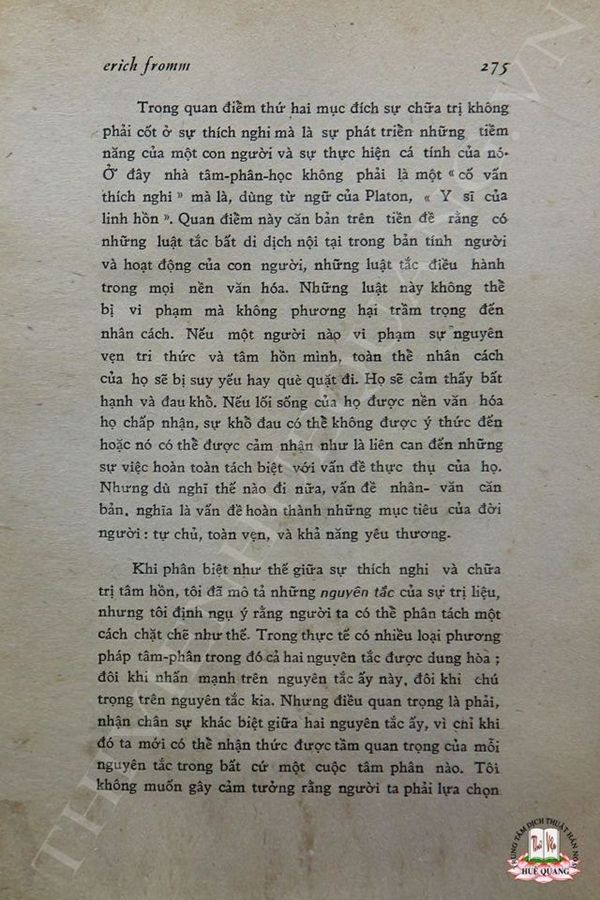 erich fromm 275
Trong quan điểm thứ hai mục đích sự chữa trị không
phải cốt ở sự thích nghi mà là sự phát triển những tiềm
năng của một con người và sự thực hiện cá tính của nó.
Ở đây nhà tâm-phân-học không phải là một « cố vấn
thích nghi » mà là, dùng từ ngữ của Platon, « Y sĩ của
linh hồn ». Quan điểm này căn bản trên tiền đề rằng có
những luật tắc bất di dịch nội tại trong bản tính người
và hoạt động của con người, những luật tắc điều hành
trong mọi nền văn hóa. Những luật này không thể
bị vi phạm mà không phương hại trầm trọng đến
nhân cách. Nếu một người nào vi phạm sự nguyên
vẹn tri thức và tâm hồn mình, toàn thể nhân cách
của họ sẽ bị suy yếu hay què quặt đi. Họ sẽ cảm thấy bất
hạnh và đau khổ. Nếu lối sống của họ được nền văn hóa
họ chấp nhận, sự khổ đau có thể không được ý thức đến
hoặc nó có thể được cảm nhận như là liên can đến những
sự việc hoàn toàn tách biệt với vấn đề thực thụ của họ.
Nhưng dù nghĩ thế nào đi nữa, vấn đề nhân- văn căn
bản, nghĩa là vấn đề hoàn thành những mục tiêu của đời
người : tự chủ, toàn vẹn, và khả năng yêu thương.
Khi phân biệt như thế giữa sự thích nghi và chữa
trị tâm hồn, tôi đã mô tả những nguyên tắc của sự trị liệu,
nhưng tôi định ngụ ý rằng người ta có thể phân tách một
cách chặt chẽ như thế. Trong thực tế có nhiều loại phương
pháp tâm-phân trong đó cả hai nguyên tắc được dung hòa ;
đôi khi nhấn mạnh trên nguyên tắc ấy này, đôi khi chú
trọng trên nguyên tắc kia. Nhưng điều quan trọng là phải,
nhận chân sự khác biệt giữa hai nguyên tắc ấy, vì chỉ khi
đó ta mới có thể nhận thức được tầm quan trọng của mỗi
nguyên tắc trong bất cứ một cuộc tâm phân nào. Tôi
không muốn gây cảm tưởng rằng người ta phải lựa chọn
TRUNG TÂM DỊCH THUẬT HÁN NÔM
HUỆ QUANG